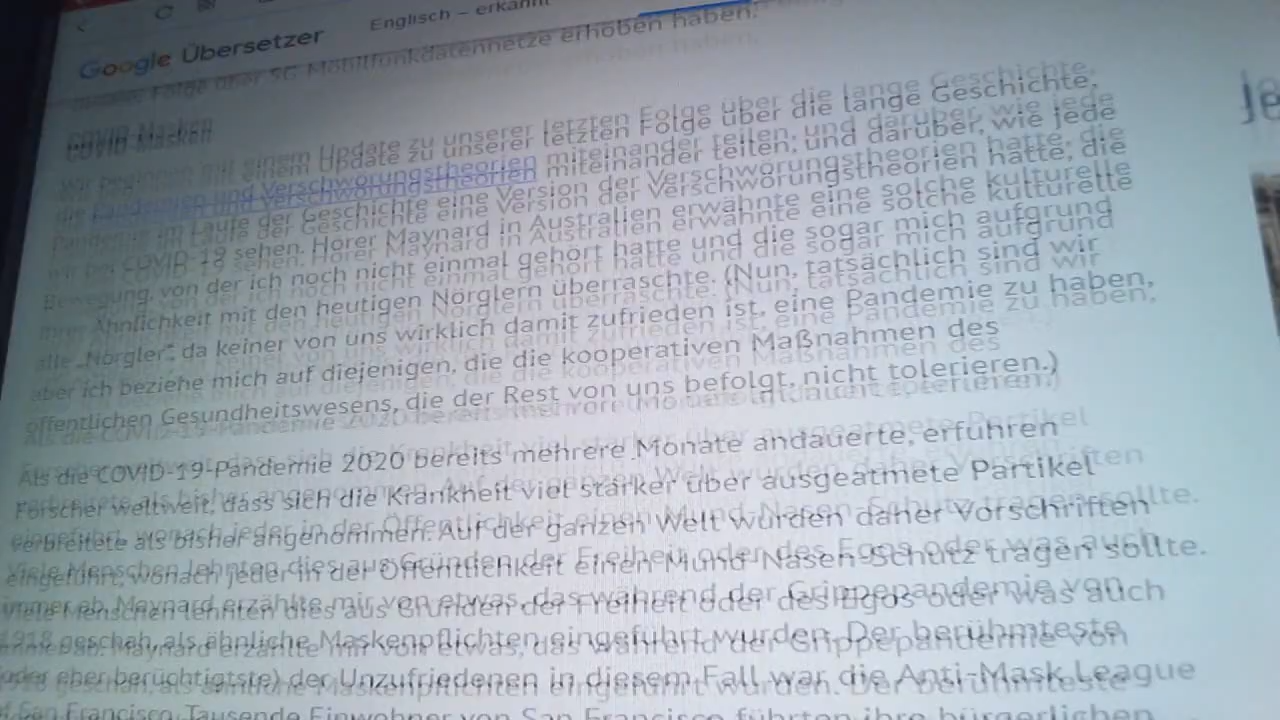 Englisch – erkannt
Google Übersetzer
Folge über 5G-Mobilfunkdatennetze erhoben haben.
COVID-Masken
Wir beginnen mit einem Update zu unserer letzten Folge über die lange Geschichte,
die Pandemien und Verschwörungstheorien miteinander teilen, und darüber, wie jede
Pandemie im Laufe der Geschichte eine Version der Verschwörungstheorien hatte, die
wir bei COVID-19 sehen. Hörer Maynard in Australien erwähnte eine solche kulturelle
Bewegung, von der ich noch nicht einmal gehört hatte und die sogar mich aufgrund
ihrer Ähnlichkeit mit den heutigen Nörglern überraschte. (Nun, tatsächlich sind wir
alle „Nörgler“, da keiner von uns wirklich damit zufrieden ist, eine Pandemie zu haben,
aber ich beziehe mich auf diejenigen, die die kooperativen Maßnahmen des
öffentlichen Gesundheitswesens, die der Rest von uns befolgt, nicht tolerieren.)
Als die COVID-19-Pandemie 2020 bereits mehrere Monate andauerte, erfuhren
Forscher weltweit, dass sich die Krankheit viel stärker über ausgeatmete Partikel
verbreitete als bisher angenommen. Auf der ganzen Welt wurden daher Vorschriften
eingeführt, wonach jeder in der Öffentlichkeit einen Mund-Nasen-Schutz tragen sollte.
Viele Menschen lehnten dies aus Gründen der Freiheit oder des Egos oder was auch
immer ab. Maynard erzählte mir von etwas, das während der Grippepandemie von
1918 geschah, als ähnliche Maskenpflichten eingeführt wurden. Der berühmteste
(oder eher berüchtigtste) der Unzufriedenen in diesem Fall war die Anti-Mask League
of San Francisco. Tausende Einwohner von San Francisco führten ihre bürgerlichen